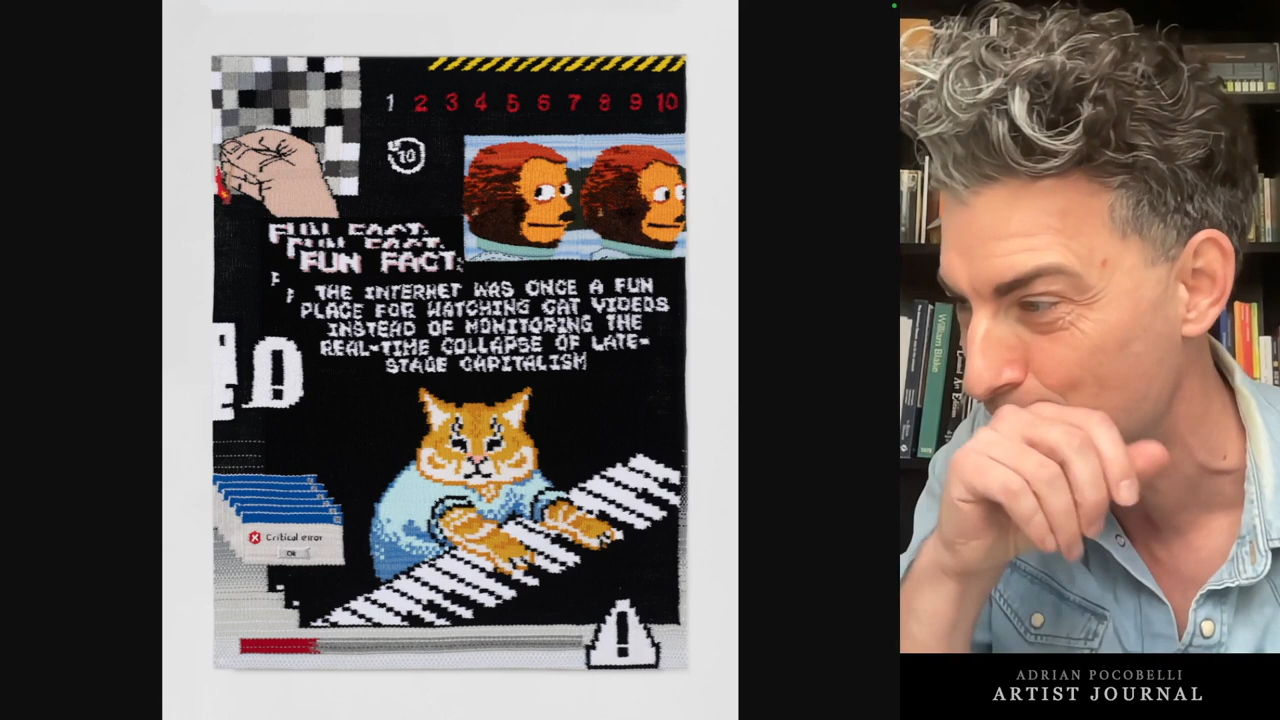 1 2 3 4 5 6 7 8 9 10
10
FUN FACT:
FUN FACT:
FUN FACT:
THE INTERNET WAS ONCE A FUN
PLACE FOR WATCHING CAT VIDEOS
INSTEAD OF MONITORING THE
REAL-TIME COLLAPSE OF LATE-
STAGE CAPITALISM
Critical error
OK
!
William Blake
ADRIAN POCOBELLI
ARTIST JOURNAL